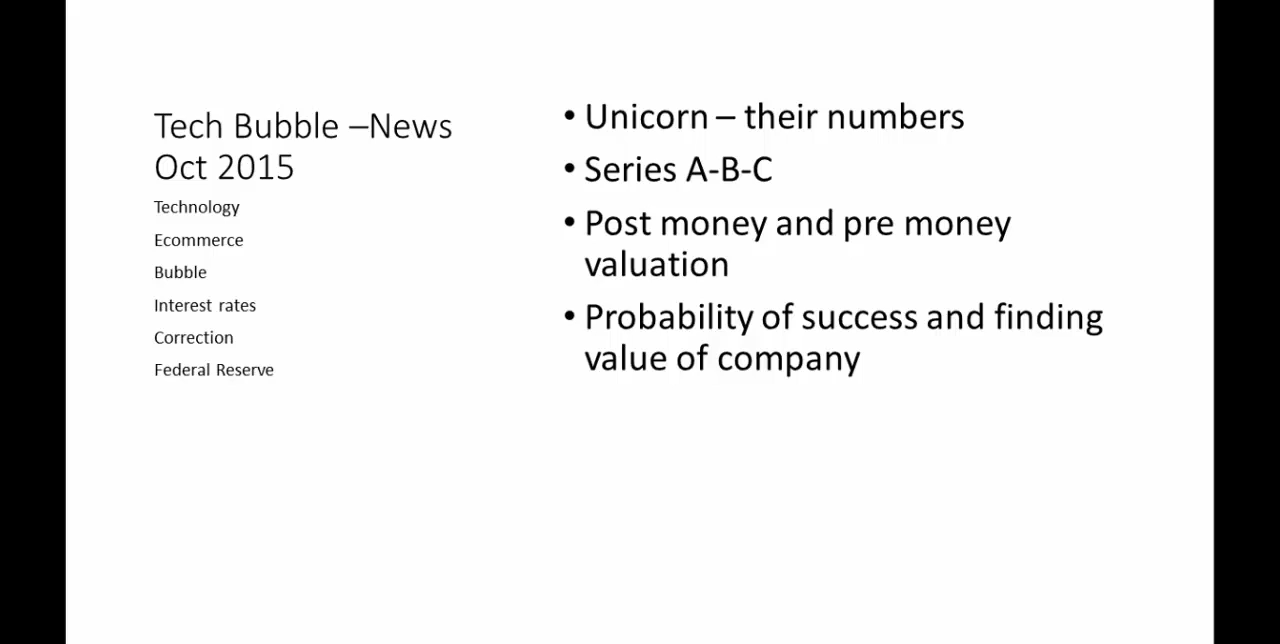 Tech Bubble –News
Oct 2015
Technology
Ecommerce
Bubble
Interest rates
Correction
Federal Reserve
• Unicorn – their numbers
• Series A-B-C
• Post money and pre money
valuation
• Probability of success and finding
value of company